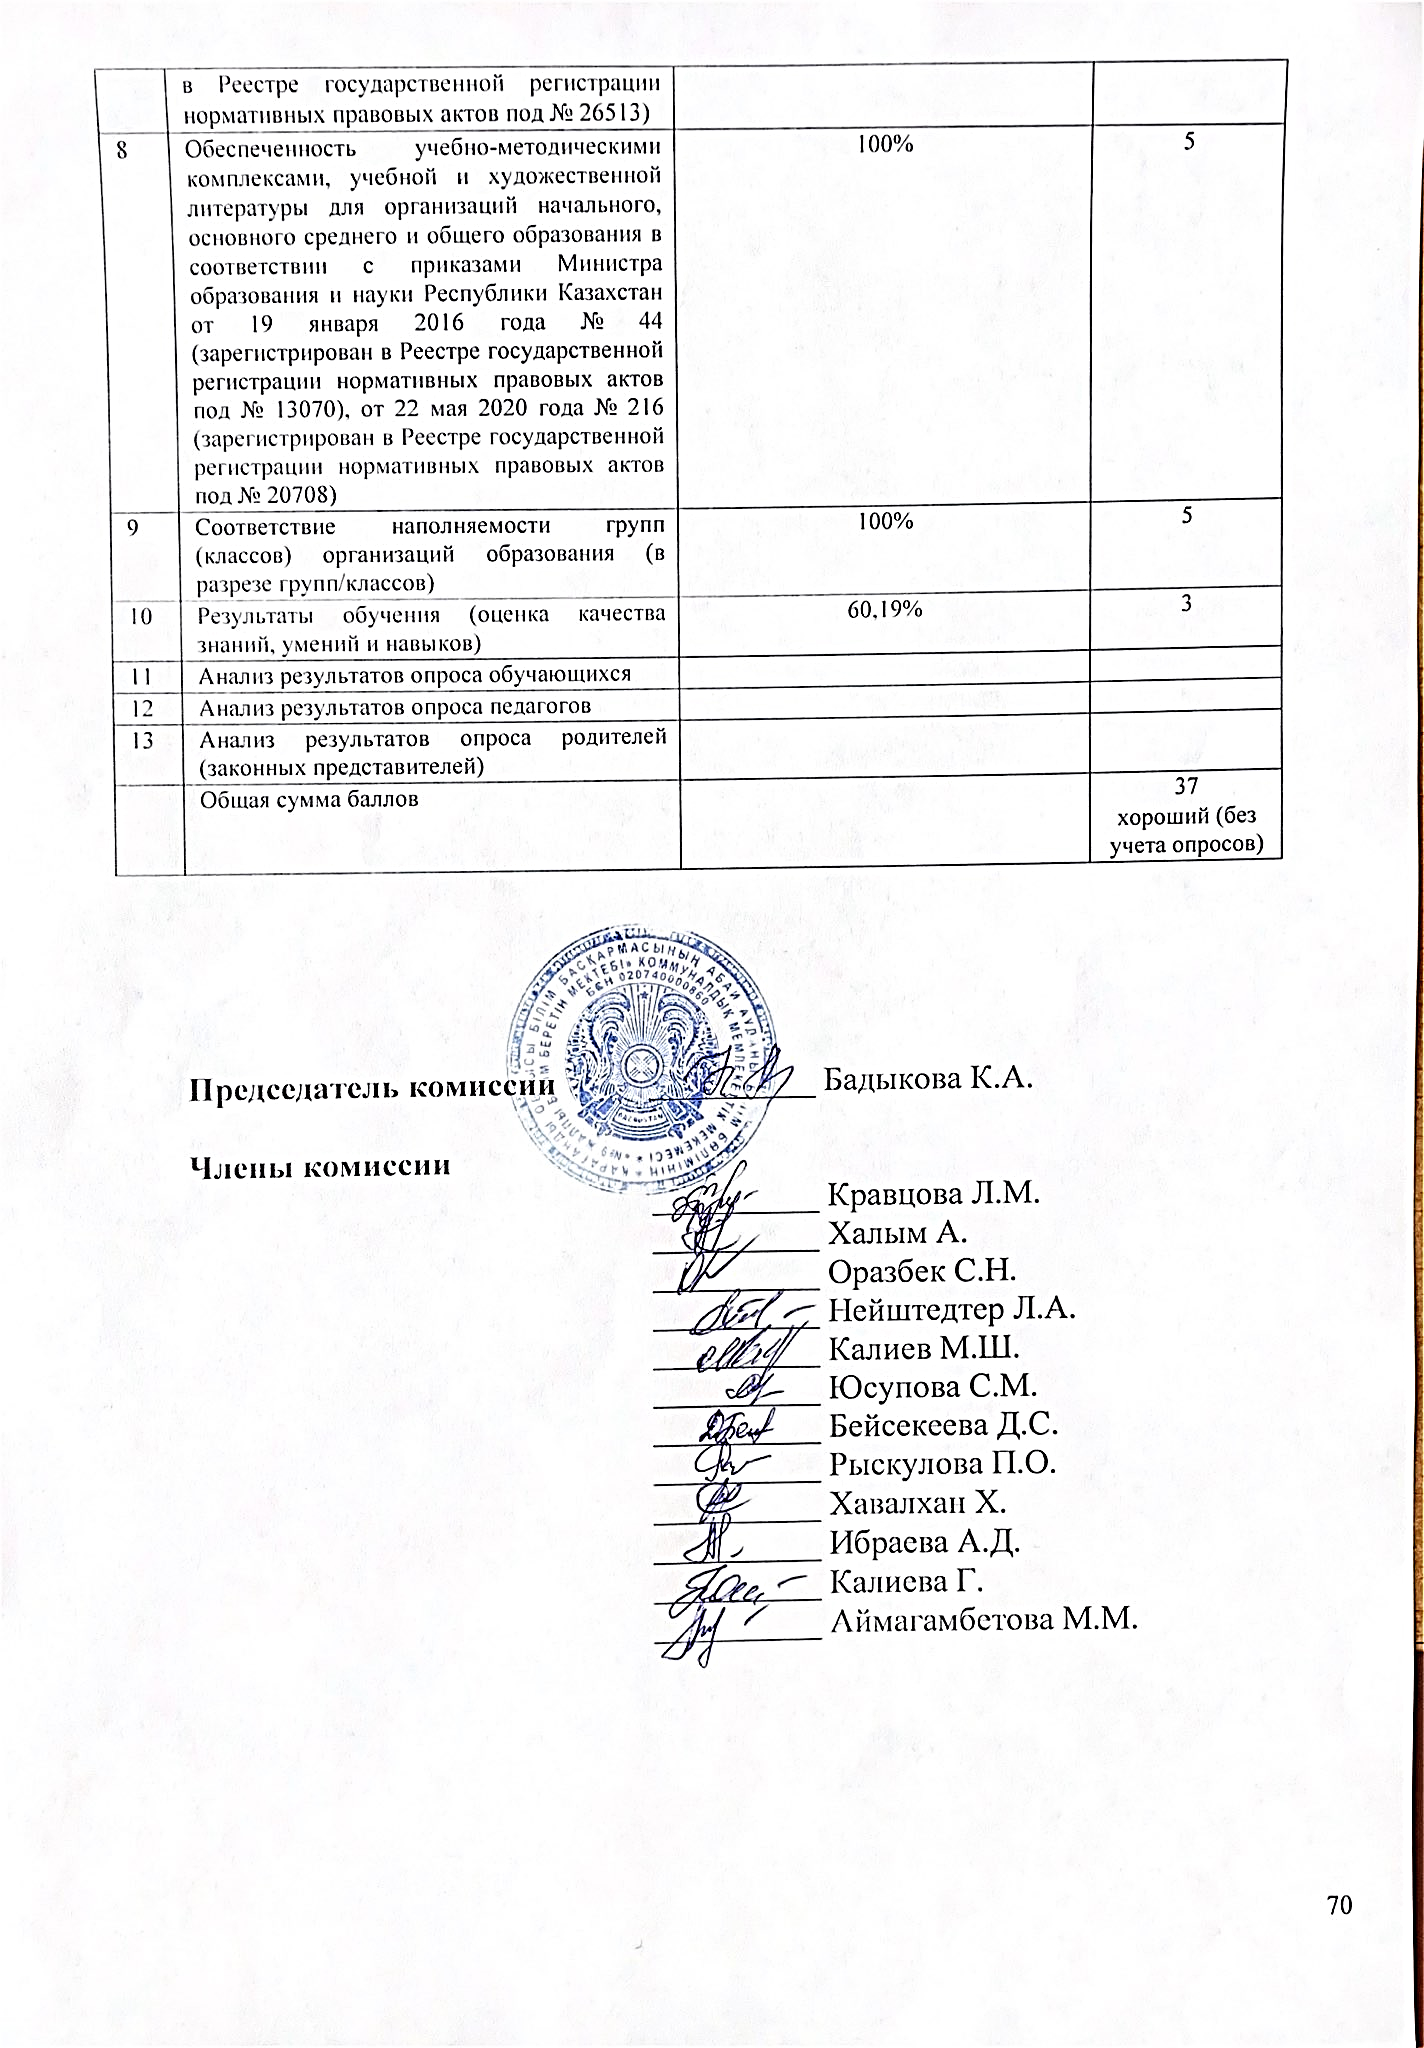 в Реестре государственной регистрации
нормативных правовых актов под № 26513)
8 Обеспеченность учебно-методическими 100% 5
комплексами, учебной и художественной
литературы для организаций начального,
основного среднего и общего образования в
соответствии с приказами Министра
образования и науки Республики Казахстан
от 19 января 2016 года № 44
(зарегистрирован в Реестре государственной
регистрации нормативных правовых актов
под № 13070), от 22 мая 2020 года № 216
(зарегистрирован в Реестре государственной
регистрации нормативных правовых актов
под № 20708)
9 Соответствие наполняемости групп 100% 5
(классов) организаций образования (в
разрезе групп/классов)
10 Результаты обучения (оценка качества 60,19% 3
знаний, умений и навыков)
11 Анализ результатов опроса обучающихся
12 Анализ результатов опроса педагогов
13 Анализ результатов опроса родителей
(законных представителей)
Общая сумма баллов 37
хороший (без
учета опросов)
БСН 020740000860
Председатель комиссии Бадыкова К.А.
Члены комиссии
Кравцова Л.М.
Халым А.
Оразбек С.Н.
Нейштедтер Л.А.
Калиев М.Ш.
Юсупова С.М.
Бейсекеева Д.С.
Рыскулова П.О.
Хавалхан Х.
Ибраева А.Д.
Калиева Г.
Аймагамбетова М.М.
70